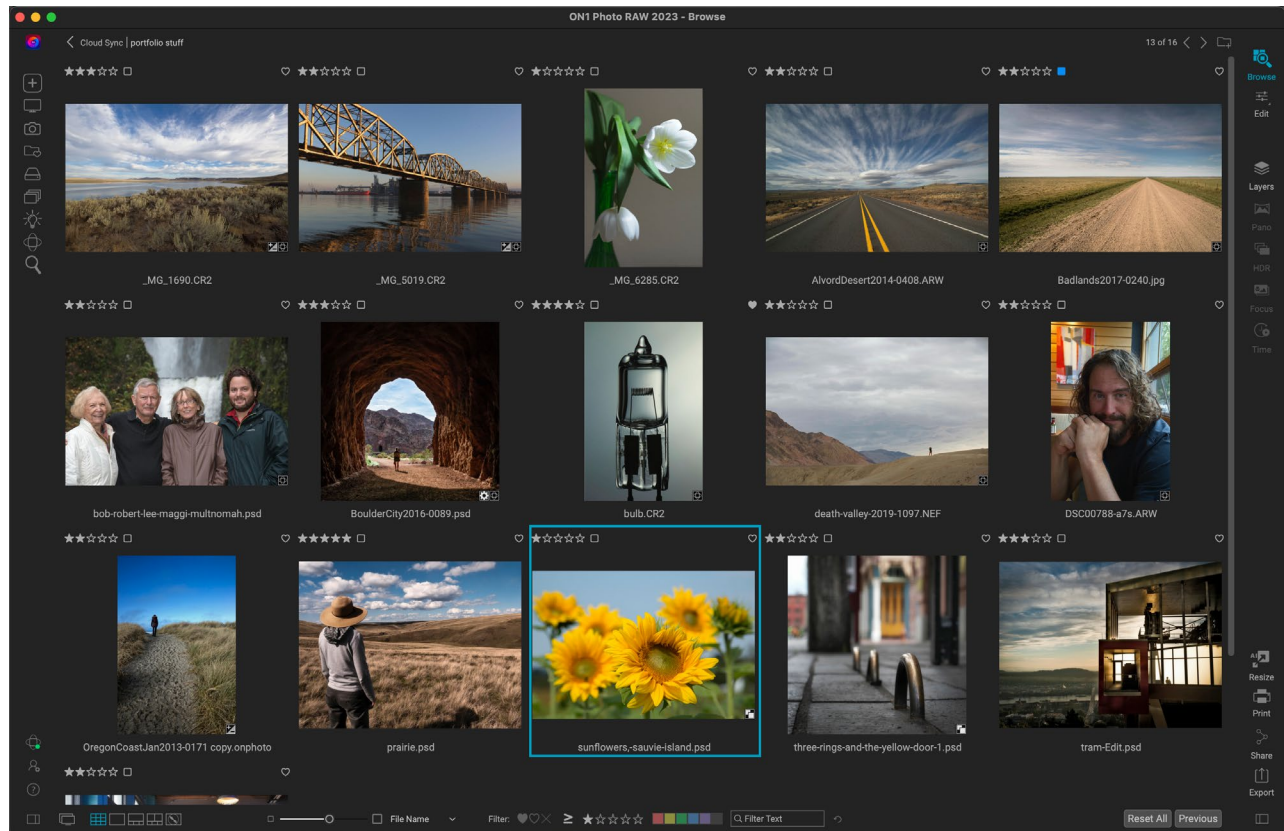 ON1 Photo RAW 2023 - Browse
Cloud Sync | portfolio stuff
13 of 16
Browse
Edit
Layers
Pano
HDR
Focus
Time
_MG_1690.CR2
_MG_5019.CR2
_MG_6285.CR2
AlvordDesert2014-0408.ARW
Badlands2017-0240.jpg
bob-robert-lee-maggi-multnomah.psd
BoulderCity2016-0089.psd
bulb.CR2
death-valley-2019-1097.NEF
DSC00788-a7s.ARW
OregonCoastJan2013-0171 copy.onphoto
prairie.psd
sunflowers,-sauvie-island.psd
three-rings-and-the-yellow-door-1.psd
tram-Edit.psd
AI
Resize
Print
Share
Export
File Name
Filter:
≥
Filter Text
Reset All
Previous